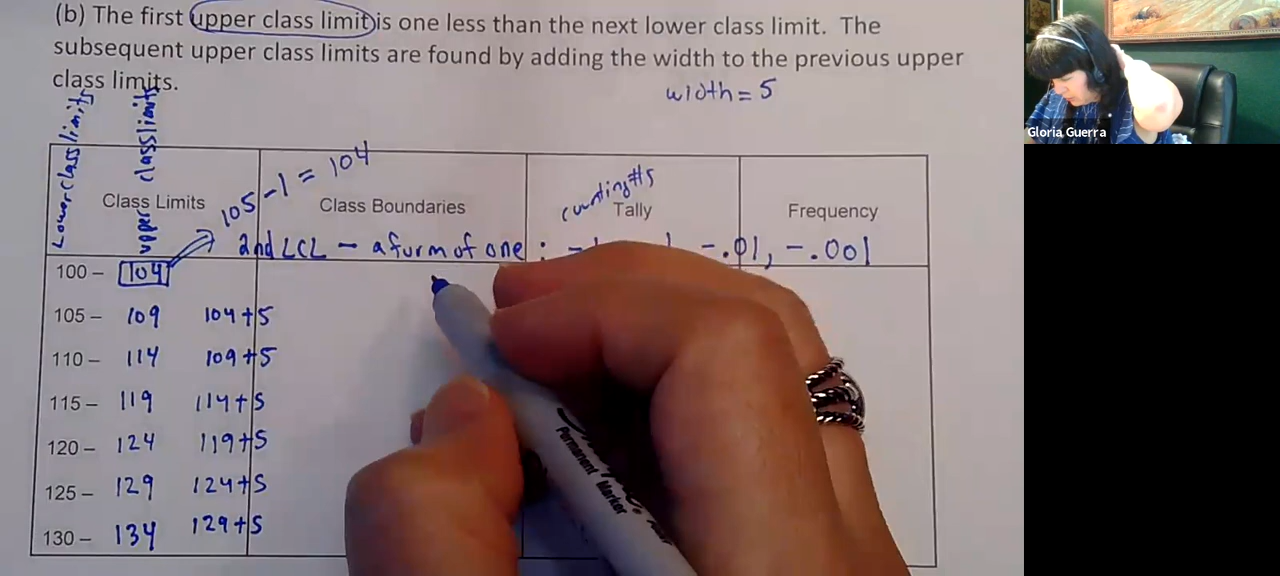 (b) The first upper class limit is one less than the next lower class limit. The
subsequent upper class limits are found by adding the width to the previous upper
class limits.
width = 5
Gloria Guerra
Lower class limits
upper class limits
Class Limits
105 - 1 = 104
Class Boundaries
counting #s
Tally
Frequency
2nd LCL - a form of one : -.01, -.001
100 - 104
105 - 109 104+5
110 - 114 109+5
115 - 119 114+5
120 - 124 119+5
125 - 129 124+5
130 - 134 129+5
Permanent Marker